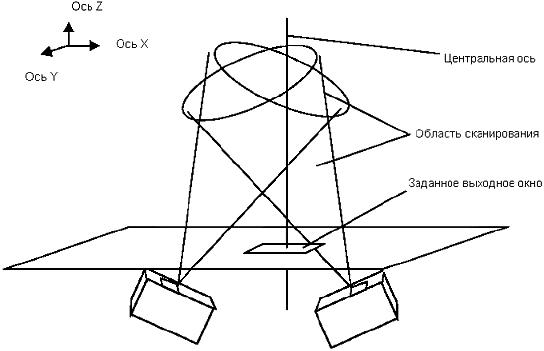 Ось Z
Ось X
Ось Y
Центральная ось
Область сканирования
Заданное выходное окно